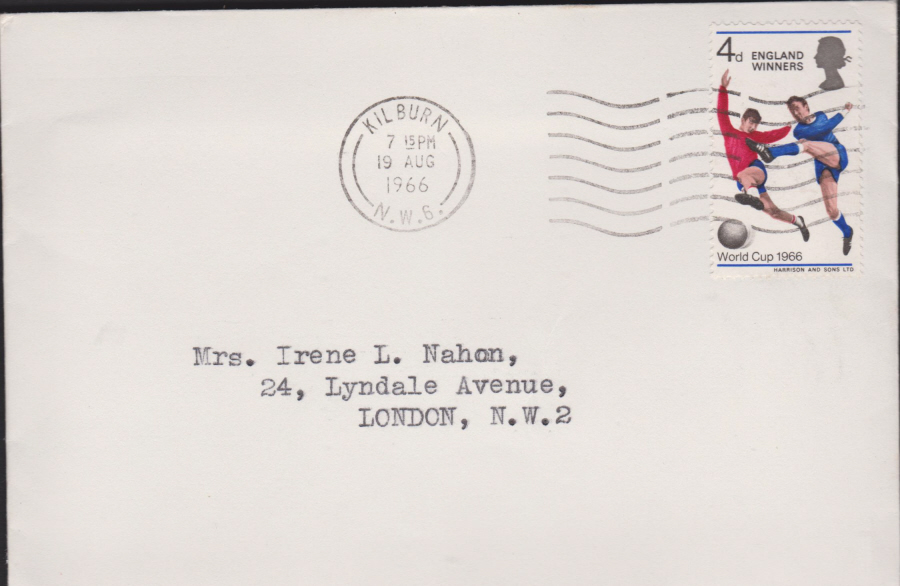 KILBURN
7 15 PM
19 AUG
1966
N.W.6.
4d ENGLAND
WINNERS
World Cup 1966
HARRISON AND SONS LTD
Mrs. Irene L. Nahon,
24, Lyndale Avenue,
LONDON, N.W.2